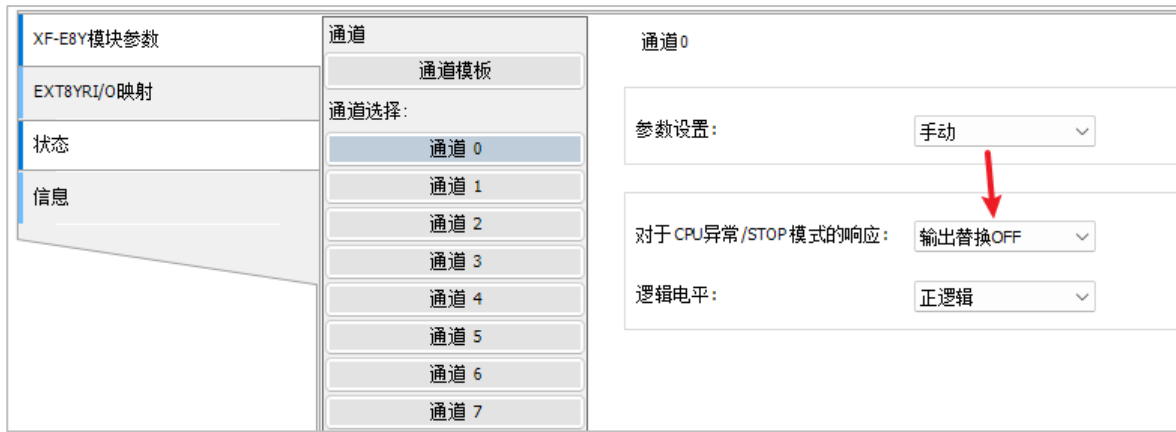 XF-E8Y模块参数
EXT8YRI/O映射
状态
信息
通道
通道模板
通道选择:
通道 0
通道 1
通道 2
通道 3
通道 4
通道 5
通道 6
通道 7
通道0
参数设置: 手动
对于CPU异常/STOP模式的响应: 输出替换OFF
逻辑电平: 正逻辑